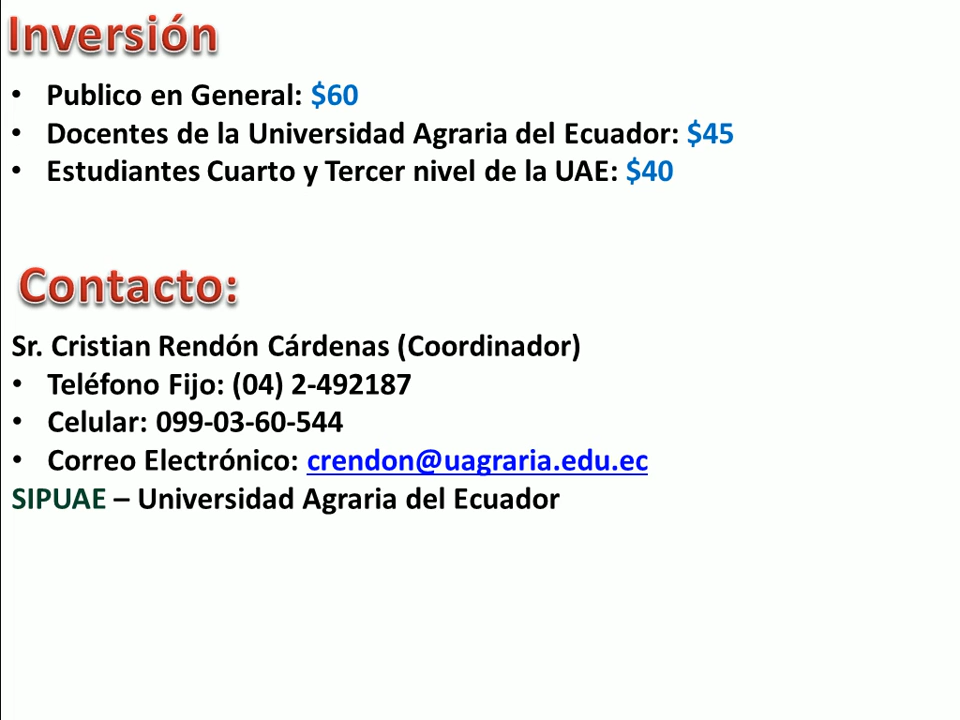 Inversión
• Publico en General: $60
• Docentes de la Universidad Agraria del Ecuador: $45
• Estudiantes Cuarto y Tercer nivel de la UAE: $40
Contacto:
Sr. Cristian Rendón Cárdenas (Coordinador)
• Teléfono Fijo: (04) 2-492187
• Celular: 099-03-60-544
• Correo Electrónico: crendon@uagraria.edu.ec
SIPUAE – Universidad Agraria del Ecuador